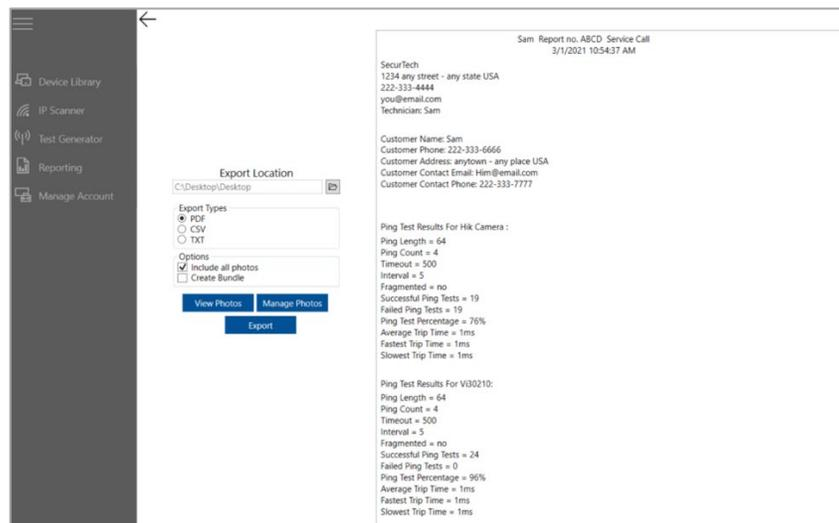 Device Library
IP Scanner
Test Generator
Reporting
Manage Account
Export Location
C:\Desktop\Desktop
Export Types
PDF
CSV
TXT
Options
Include all photos
Create Bundle
View Photos
Manage Photos
Export
Sam Report no. ABCD Service Call
3/1/2021 10:54:37 AM
SecurTech
1234 any street - any state USA
222-333-4444
you@email.com
Technician: Sam
Customer Name: Sam
Customer Phone: 222-333-6666
Customer Address: anytown - any place USA
Customer Contact Email: Him@email.com
Customer Contact Phone: 222-333-7777
Ping Test Results For Hik Camera :
Ping Length = 64
Ping Count = 4
Timeout = 500
Interval = 5
Fragmented = no
Successful Ping Tests = 19
Failed Ping Tests = 19
Ping Test Percentage = 76%
Average Trip Time = 1ms
Fastest Trip Time = 1ms
Slowest Trip Time = 1ms
Ping Test Results For Vi30210:
Ping Length = 64
Ping Count = 4
Timeout = 500
Interval = 5
Fragmented = no
Successful Ping Tests = 24
Failed Ping Tests = 0
Ping Test Percentage = 96%
Average Trip Time = 1ms
Fastest Trip Time = 1ms
Slowest Trip Time = 1ms